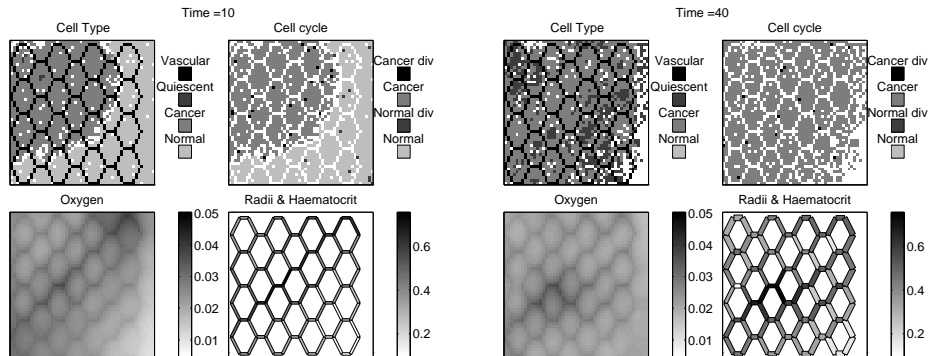 Time =10
Cell Type
Cell cycle
Vascular
Quiescent
Cancer
Normal
Cancer div
Cancer
Normal div
Normal
Oxygen
Radii & Haematocrit
0.05
0.04
0.03
0.02
0.01
0.6
0.4
0.2
Time =40
Cell Type
Cell cycle
Vascular
Quiescent
Cancer
Normal
Cancer div
Cancer
Normal div
Normal
Oxygen
Radii & Haematocrit
0.05
0.04
0.03
0.02
0.01
0.6
0.4
0.2